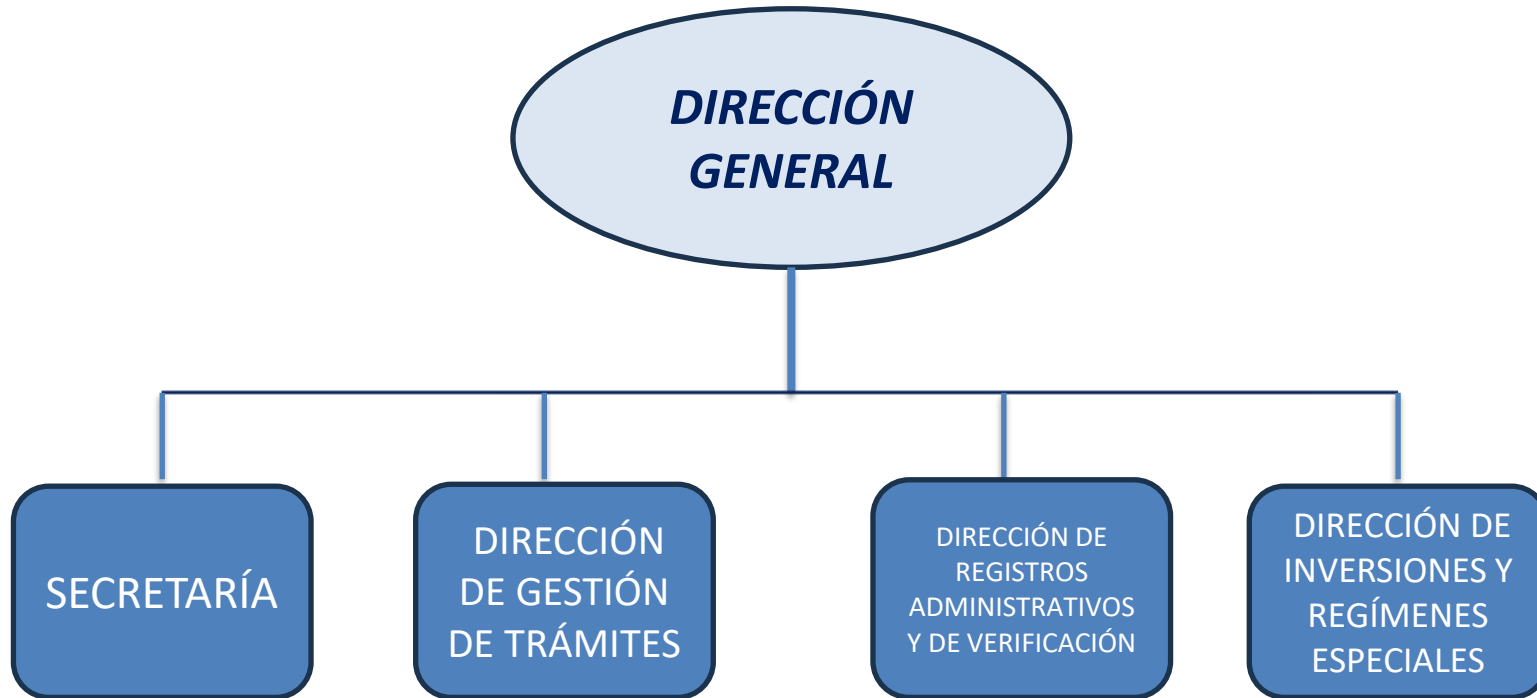 DIRECCIÓN
GENERAL
SECRETARÍA
DIRECCIÓN
DE GESTIÓN
DE TRÁMITES
DIRECCIÓN DE
REGISTROS
ADMINISTRATIVOS
Y DE VERIFICACIÓN
DIRECCIÓN DE
INVERSIONES Y
REGÍMENES
ESPECIALES